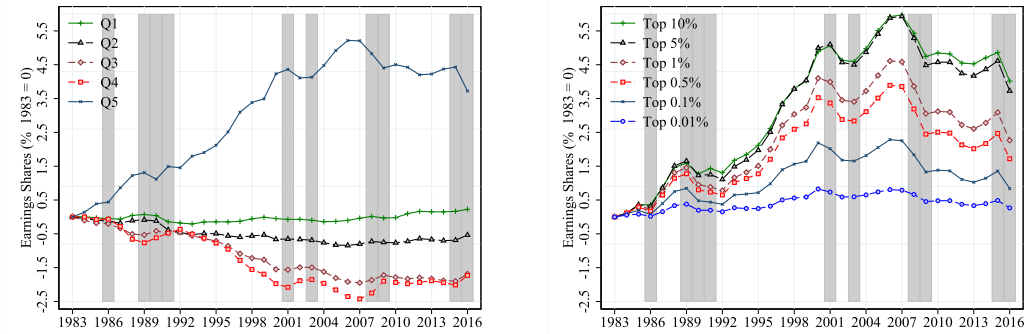 Earnings Shares (% 1983 = 0)
5.5
4.5
3.5
2.5
1.5
0.5
-0.5
-1.5
-2.5
Q1
Q2
Q3
Q4
Q5
1983 1986 1989 1992 1995 1998 2001 2004 2007 2010 2013 2016
Earnings Shares (% 1983 = 0)
5.5
4.5
3.5
2.5
1.5
0.5
-0.5
-1.5
-2.5
Top 10%
Top 5%
Top 1%
Top 0.5%
Top 0.1%
Top 0.01%
1983 1986 1989 1992 1995 1998 2001 2004 2007 2010 2013 2016